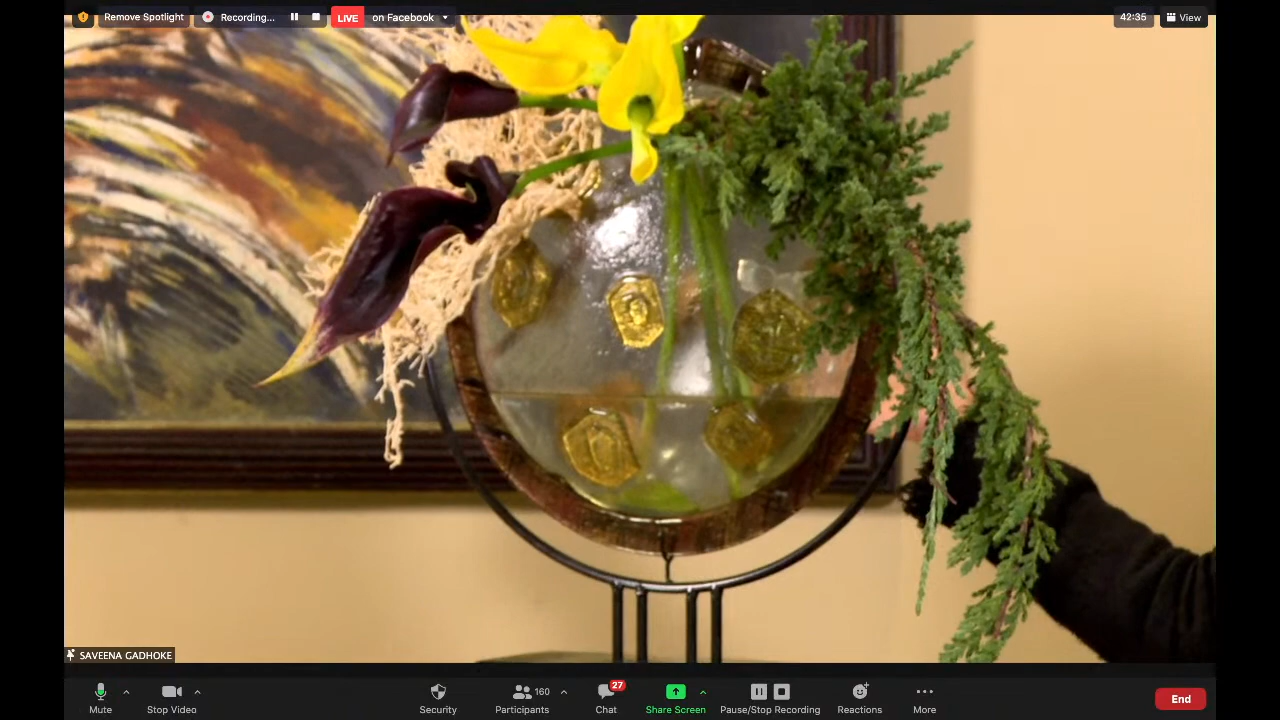 Remove Spotlight
Recording...
LIVE on Facebook
42:35
View
SAVEENA GADHOKE
Mute
Stop Video
Security
160
Participants
27
Chat
Share Screen
Pause/Stop Recording
Reactions
More
End